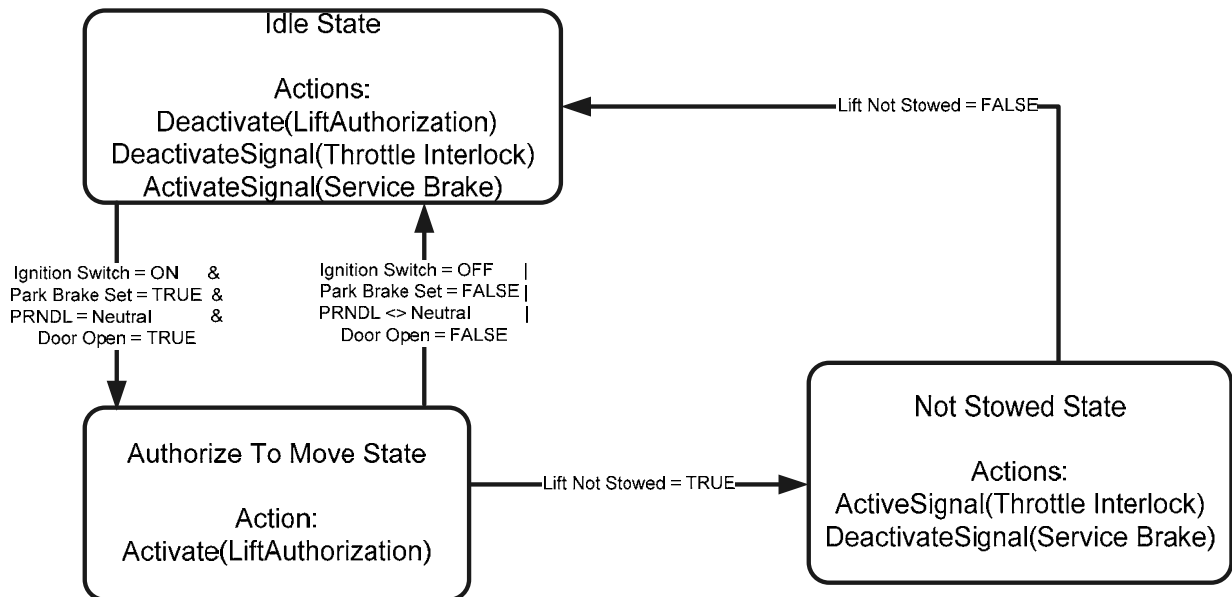 Idle State
Actions:
Deactivate(LiftAuthorization)
DeactivateSignal(Throttle Interlock)
ActivateSignal(Service Brake)
Lift Not Stowed = FALSE
Ignition Switch = ON &
Park Brake Set = TRUE &
PRNDL = Neutral &
Door Open = TRUE
Ignition Switch = OFF |
Park Brake Set = FALSE |
PRNDL <> Neutral |
Door Open = FALSE
Authorize To Move State
Action:
Activate(LiftAuthorization)
Lift Not Stowed = TRUE
Not Stowed State
Actions:
ActiveSignal(Throttle Interlock)
DeactivateSignal(Service Brake)